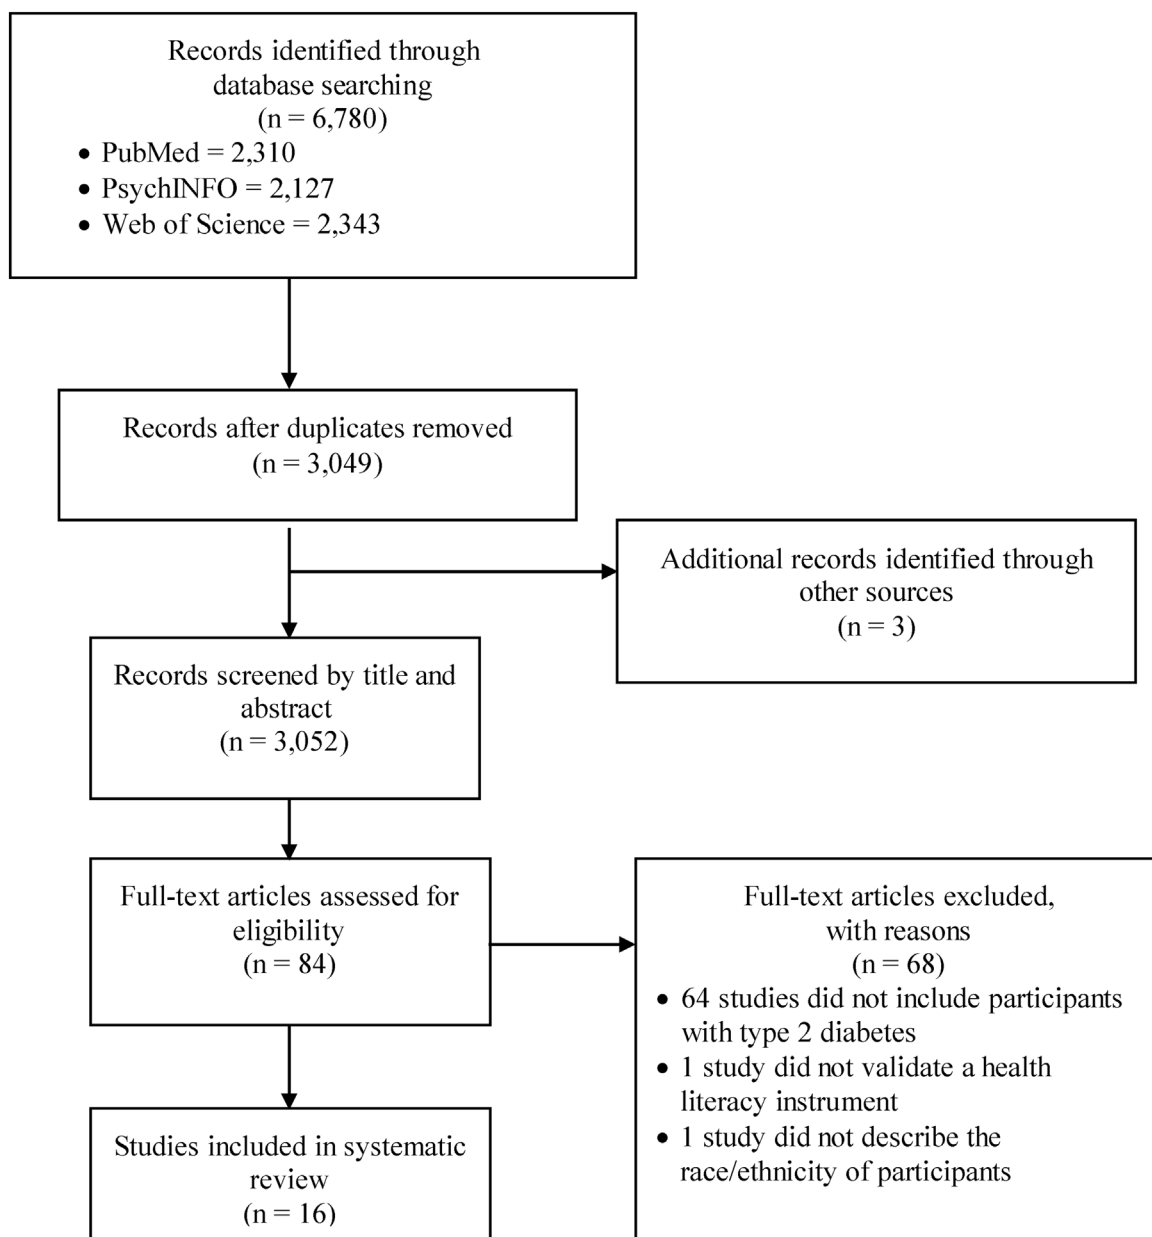 Records identified through
database searching
(n = 6,780)
• PubMed = 2,310
• PsychINFO = 2,127
• Web of Science = 2,343
Records after duplicates removed
(n = 3,049)
Additional records identified through
other sources
(n = 3)
Records screened by title and
abstract
(n = 3,052)
Full-text articles assessed for
eligibility
(n = 84)
Full-text articles excluded,
with reasons
(n = 68)
• 64 studies did not include participants
with type 2 diabetes
• 1 study did not validate a health
literacy instrument
• 1 study did not describe the
race/ethnicity of participants
Studies included in systematic
review
(n = 16)